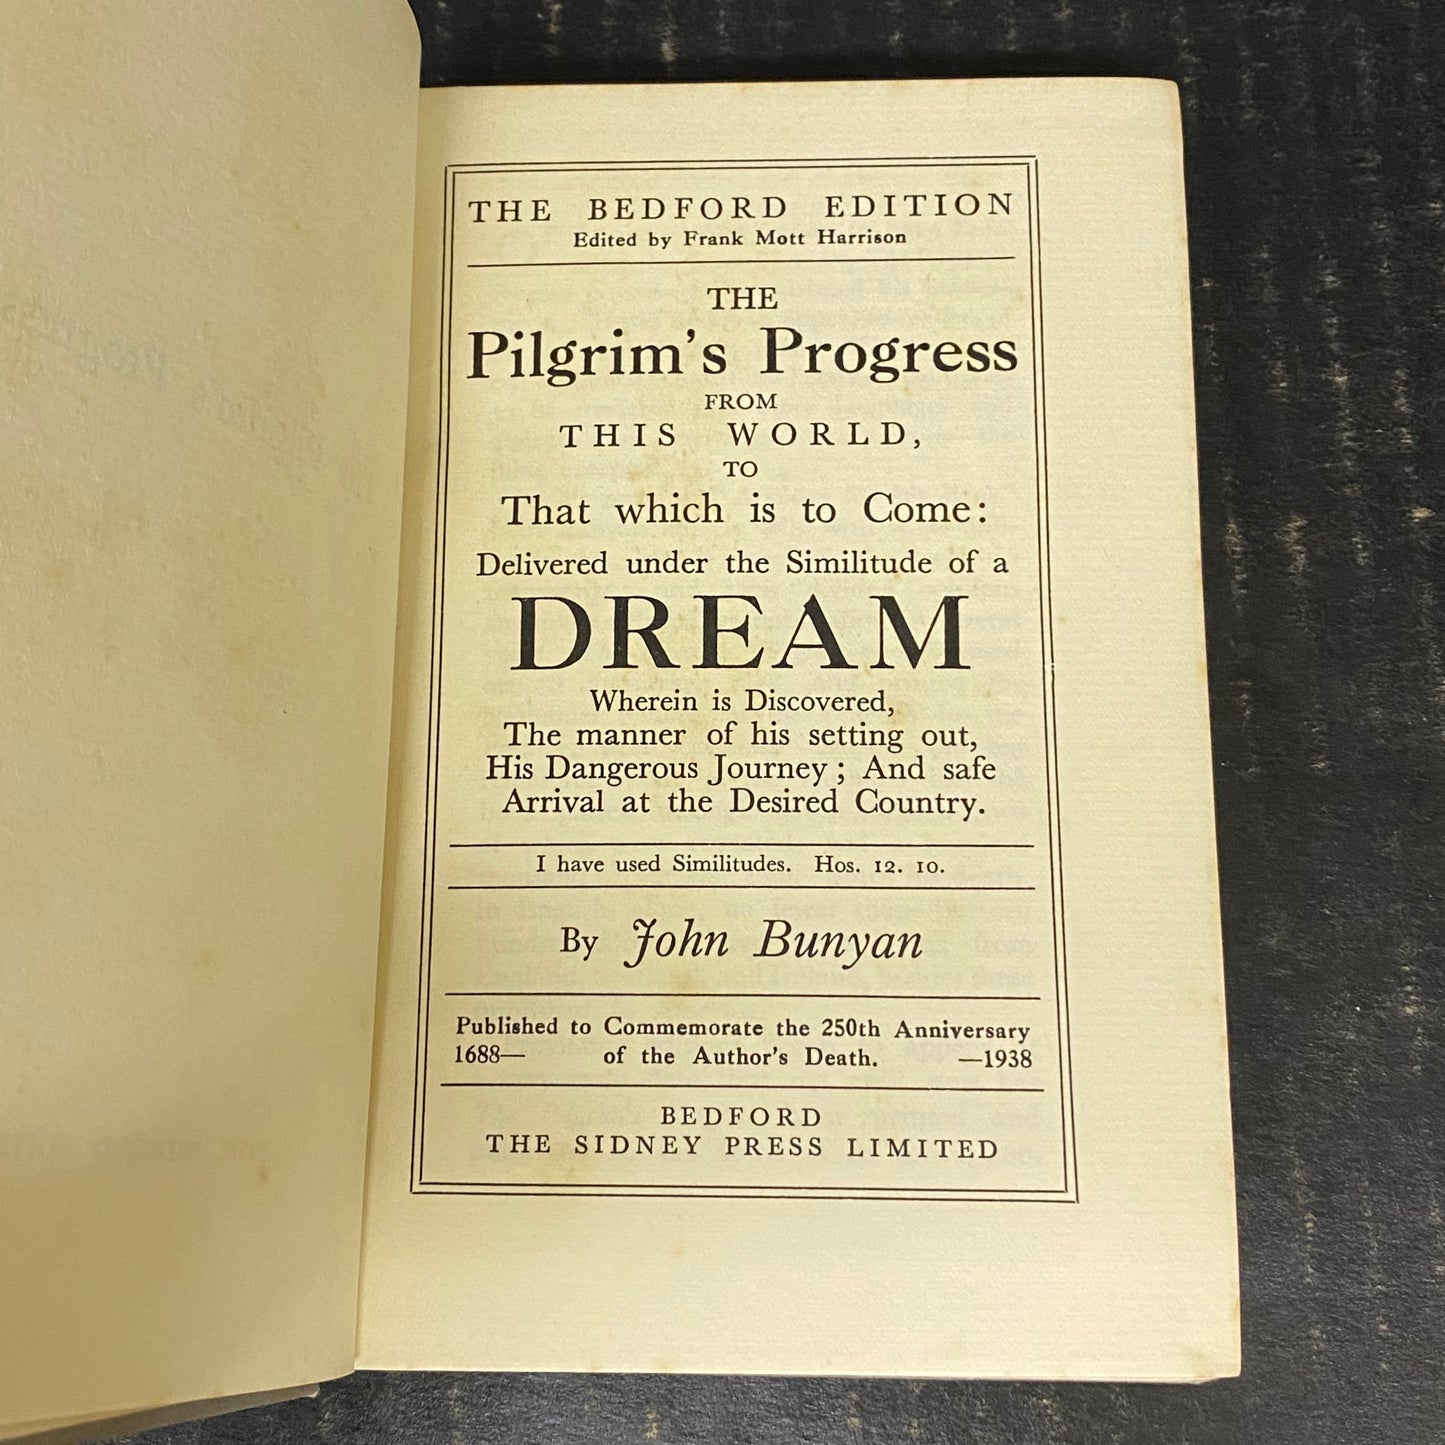 THE BEDFORD EDITION
Edited by Frank Mott Harrison
THE
Pilgrim's Progress
FROM
THIS WORLD,
TO
That which is to Come:
Delivered under the Similitude of a
DREAM
Wherein is Discovered,
The manner of his setting out,
His Dangerous Journey; And safe
Arrival at the Desired Country.
I have used Similitudes. Hos. 12. 10.
By John Bunyan
Published to Commemorate the 250th Anniversary
1688— of the Author's Death. —1938
BEDFORD
THE SIDNEY PRESS LIMITED